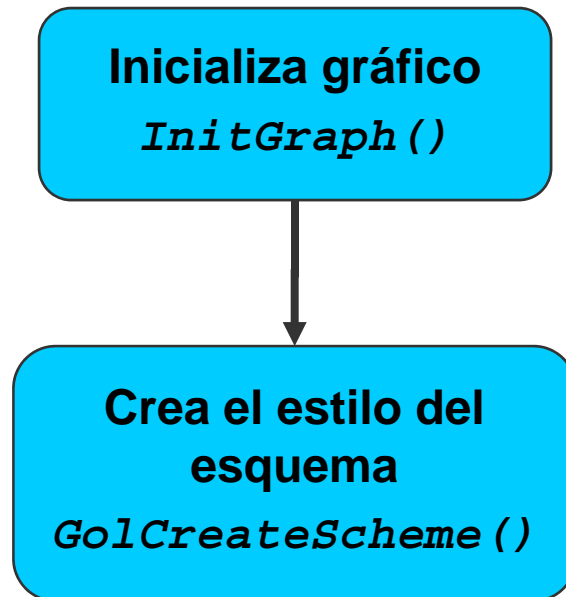 Inicializa gráfico
InitGraph()
Crea el estilo del
esquema
GolCreateScheme()